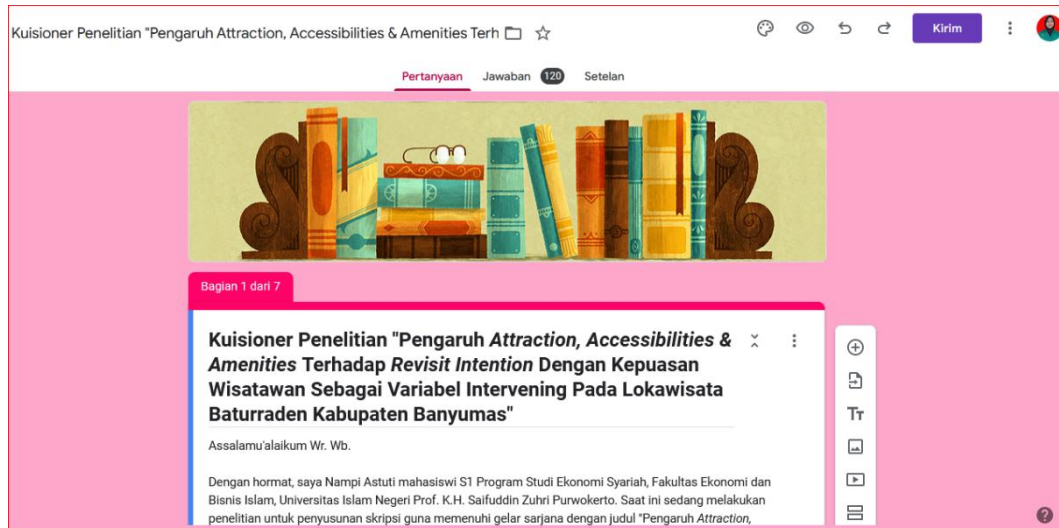 Kuisioner Penelitian "Pengaruh Attraction, Accessibilities & Amenities Terh
Kirim
Pertanyaan Jawaban 120 Setelan
Bagian 1 dari 7
Kuisioner Penelitian "Pengaruh Attraction, Accessibilities &
Amenities Terhadap Revisit Intention Dengan Kepuasan
Wisatawan Sebagai Variabel Intervening Pada Lokawisata
Baturraden Kabupaten Banyumas"
Assalamu'alaikum Wr. Wb.
Dengan hormat, saya Nampi Astuti mahasiswi S1 Program Studi Ekonomi Syariah, Fakultas Ekonomi dan
Bisnis Islam, Universitas Islam Negeri Prof. K.H. Saifuddin Zuhri Purwokerto. Saat ini sedang melakukan
penelitian untuk penyusunan skripsi guna memenuhi gelar sarjana dengan judul "Pengaruh Attraction,